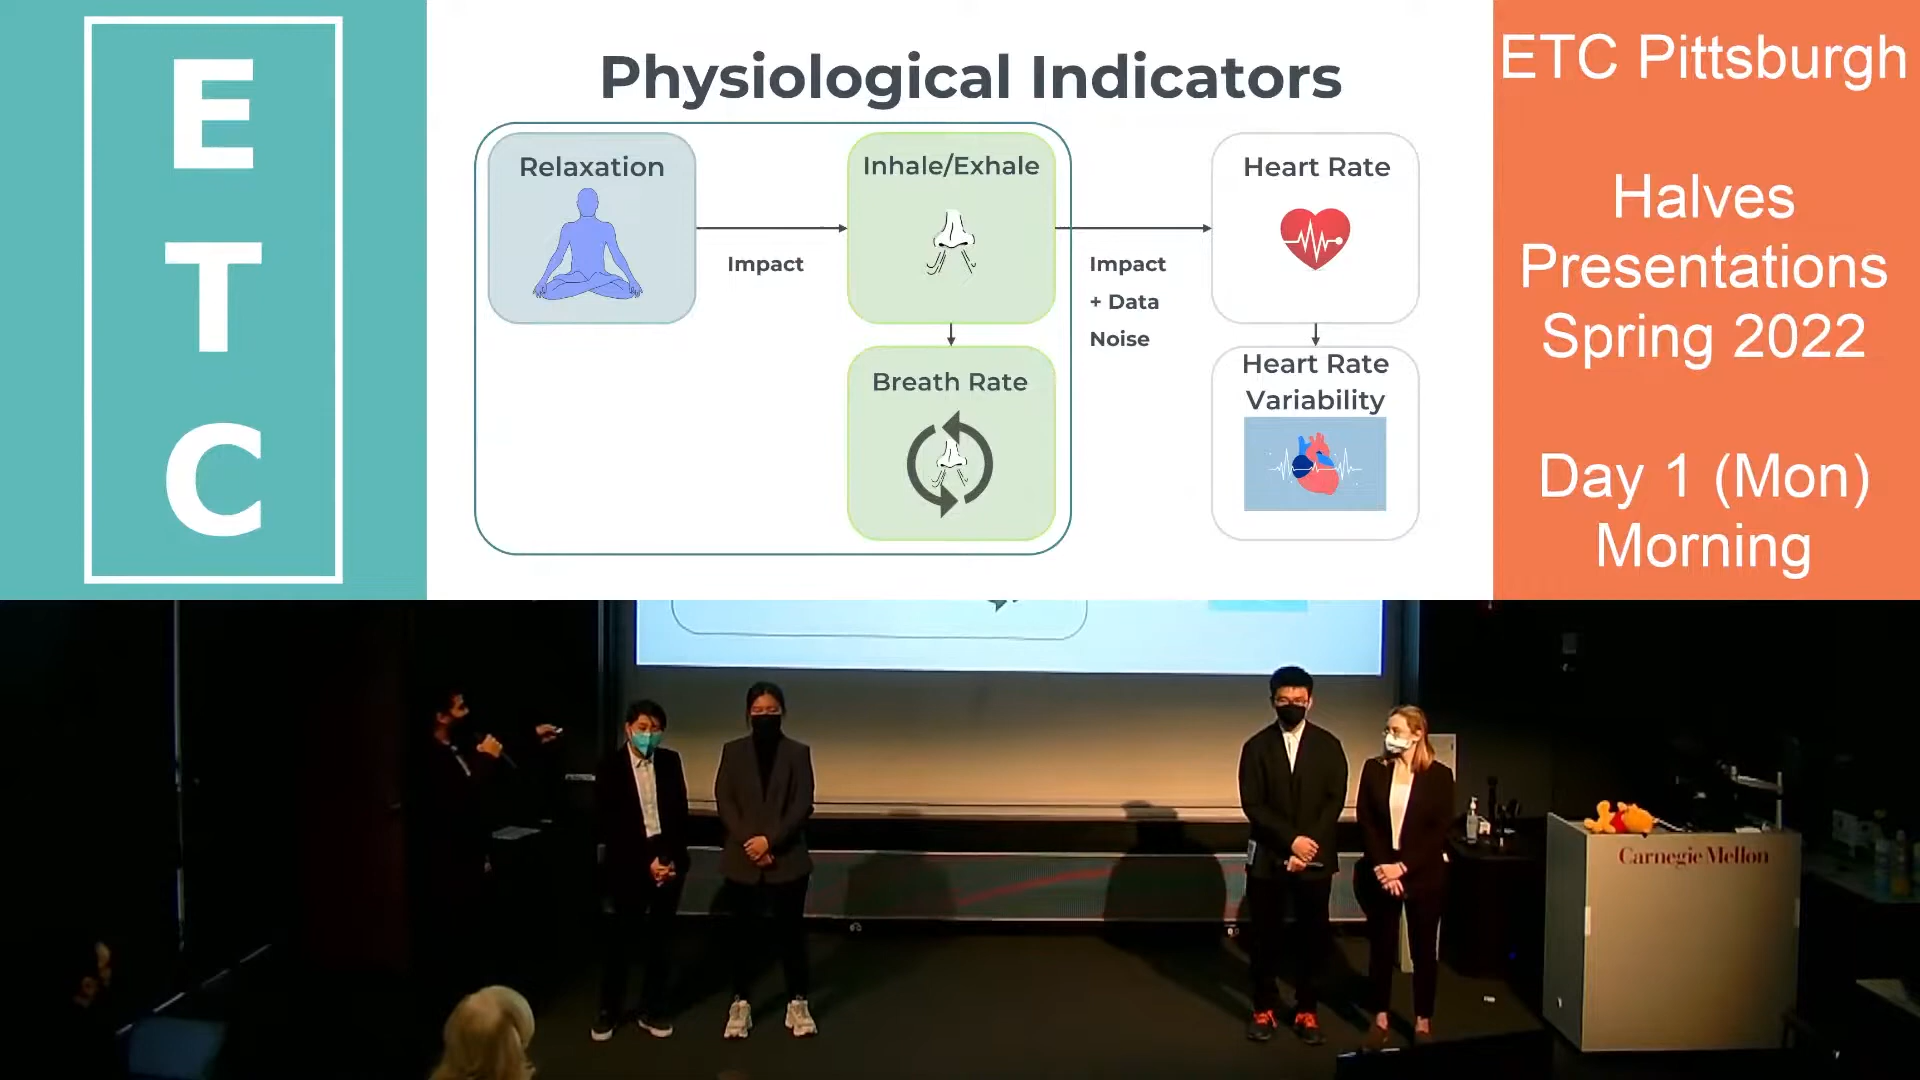 E
T
C
Physiological Indicators
Relaxation
Impact
Inhale/Exhale
Breath Rate
Impact
+ Data
Noise
Heart Rate
Heart Rate
Variability
ETC Pittsburgh
Halves
Presentations
Spring 2022
Day 1 (Mon)
Morning
Carnegie Mellon